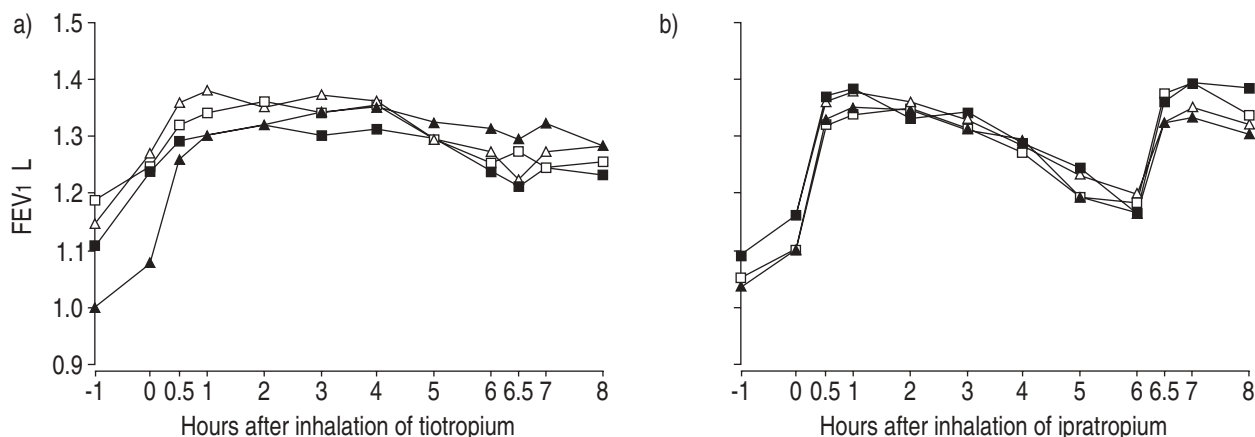 a)
FEV1 L
1.5
1.4
1.3
1.2
1.1
1.0
0.9
-1 0 0.5 1 2 3 4 5 6 6.5 7 8
Hours after inhalation of tiotropium
b)
-1 0 0.5 1 2 3 4 5 6 6.5 7 8
Hours after inhalation of ipratropium